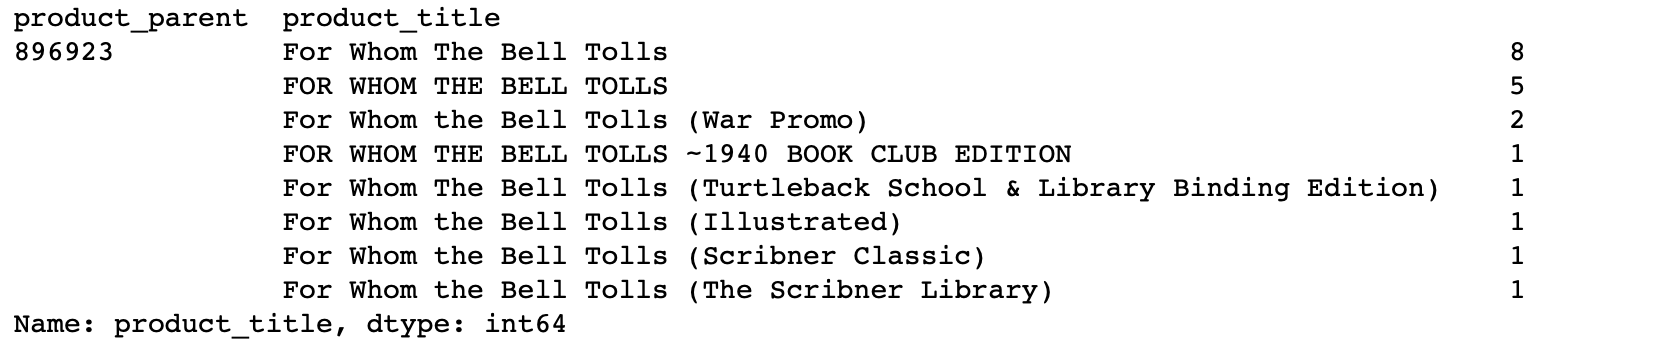 product_parent  product_title
896923          For Whom The Bell Tolls                                                  8
                FOR WHOM THE BELL TOLLS                                                  5
                For Whom the Bell Tolls (War Promo)                                      2
                FOR WHOM THE BELL TOLLS ~1940 BOOK CLUB EDITION                          1
                For Whom The Bell Tolls (Turtleback School & Library Binding Edition)    1
                For Whom the Bell Tolls (Illustrated)                                    1
                For Whom the Bell Tolls (Scribner Classic)                               1
                For Whom the Bell Tolls (The Scribner Library)                           1
Name: product_title, dtype: int64